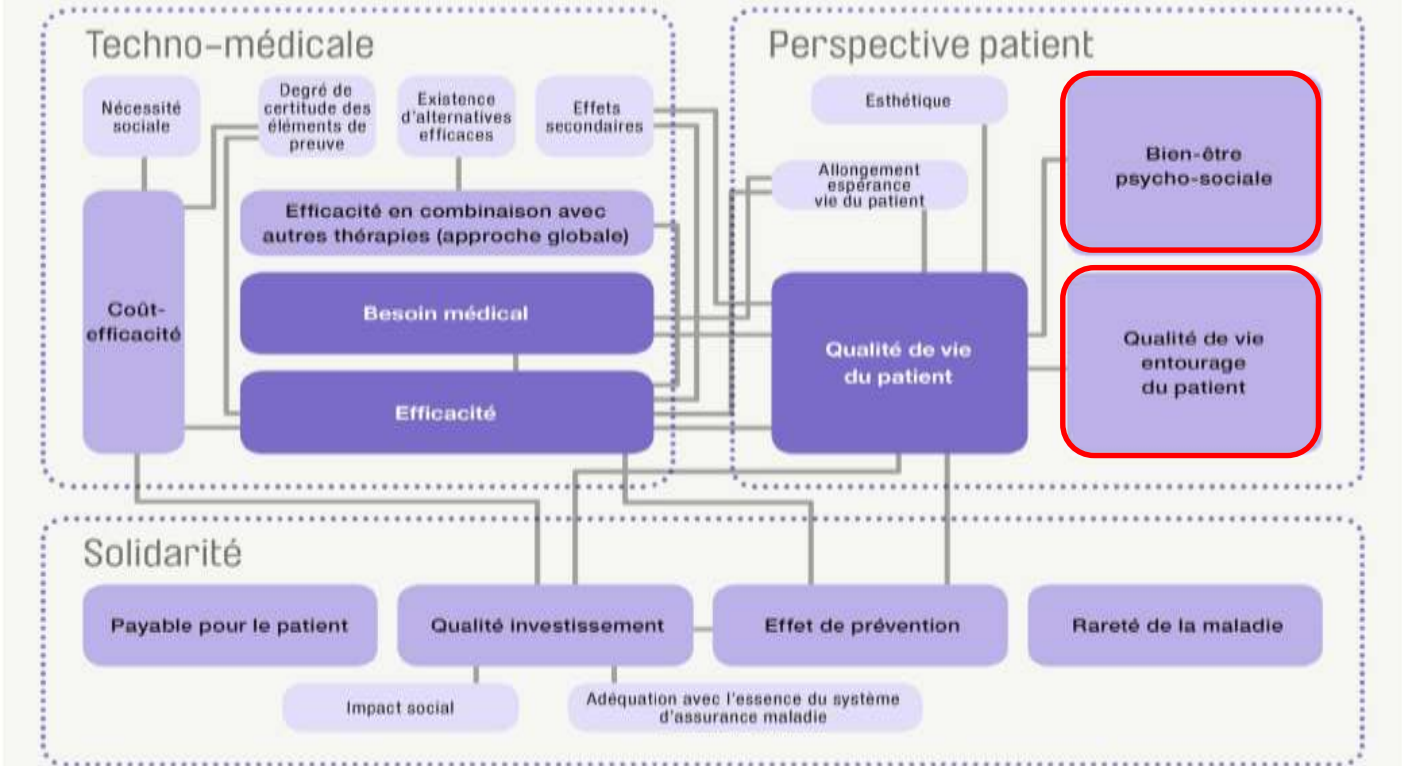 Techno-médicale
Perspective patient
Nécessité
sociale
Degré de
certitude des
éléments de
preuve
Existence
d'alternatives
efficaces
Effets
secondaires
Esthétique
Bien-être
psycho-sociale
Allongement
espérance
vie du patient
Efficacité en combinaison avec
autres thérapies (approche globale)
Coût-
efficacité
Besoin médical
Efficacité
Qualité de vie
du patient
Qualité de vie
entourage
du patient
Solidarité
Payable pour le patient
Qualité investissement
Effet de prévention
Rareté de la maladie
Impact social
Adéquation avec l'essence du système
d'assurance maladie